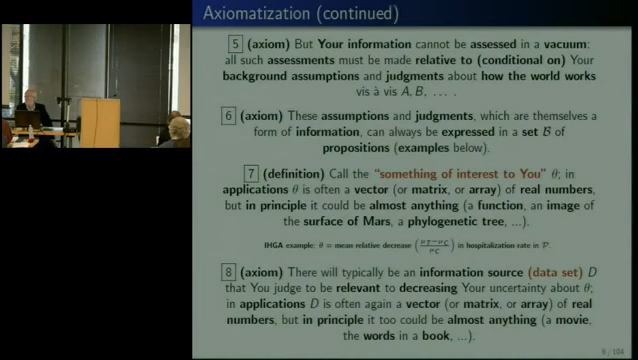 Axiomatization (continued)
5 (axiom) But Your information cannot be assessed in a vacuum:
all such assessments must be made relative to (conditional on) Your
background assumptions and judgments about how the world works
vis à vis A, B, ... .
6 (axiom) These assumptions and judgments, which are themselves a
form of information, can always be expressed in a set B of
propositions (examples below).
7 (definition) Call the "something of interest to You" θ; in
applications θ is often a vector (or matrix, or array) of real numbers,
but in principle it could be almost anything (a function, an image of
the surface of Mars, a phylogenetic tree, ...).
IHGA example: θ = mean relative decrease (μT−μC / μC) in hospitalization rate in P.
8 (axiom) There will typically be an information source (data set) D
that You judge to be relevant to decreasing Your uncertainty about θ;
in applications D is often again a vector (or matrix, or array) of real
numbers, but in principle it too could be almost anything (a movie,
the words in a book, ...).
9 / 104